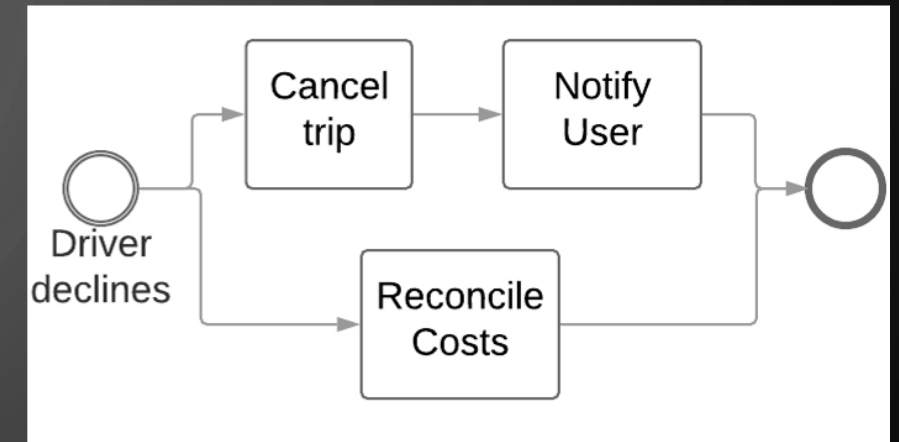 Cancel
trip
Notify
User
Driver
declines
Reconcile
Costs